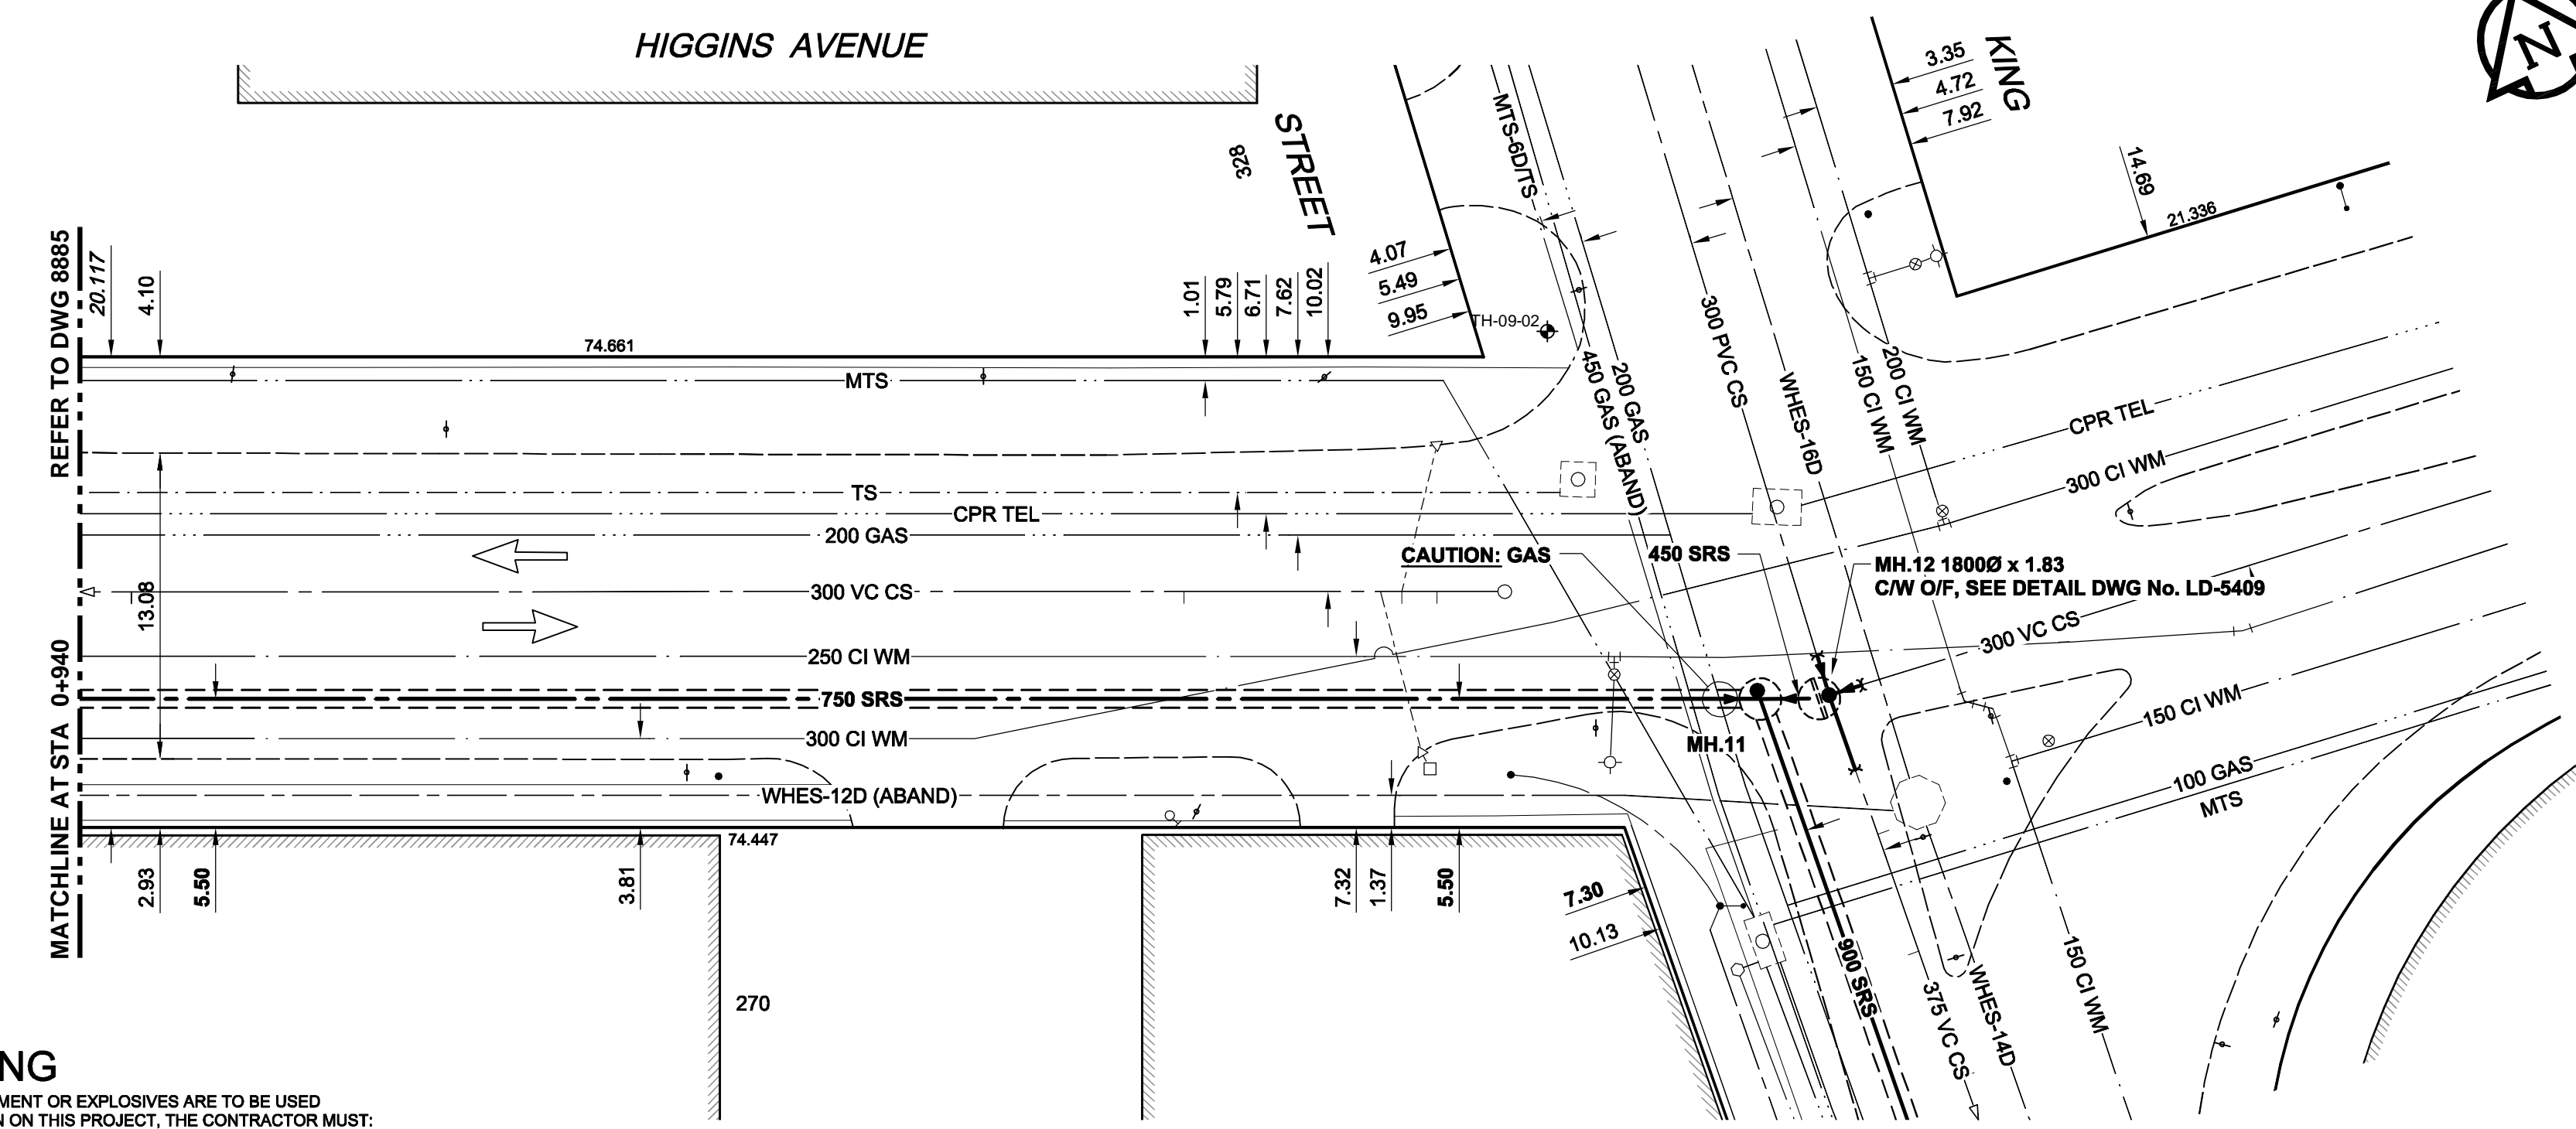 HIGGINS AVENUE
KING
STREET
N
3.35
4.72
7.92
14.69
21.336
328
MTS-6D/TS
4.07
5.49
9.95
TH-09-02
REFER TO DWG 8885
MATCHLINE AT STA 0+940
20.117
4.10
1.01
5.79
6.71
7.62
10.02
74.661
MTS
TS
CPR TEL
200 GAS
300 VC CS
13.08
250 CI WM
750 SRS
300 CI WM
WHES-12D (ABAND)
74.447
450 GAS (ABAND)
200 GAS
300 PVC CS
WHES-16D
150 CI WM
200 CI WM
CPR TEL
300 CI WM
CAUTION: GAS
450 SRS
MH.12 1800Ø x 1.83
C/W O/F, SEE DETAIL DWG No. LD-5409
300 VC CS
150 CI WM
100 GAS
MTS
MH.11
2.93
5.50
3.81
7.32
1.37
5.50
7.30
10.13
900 SRS
375 VC CS
WHES-14D
150 CI WM
270
NG
MENT OR EXPLOSIVES ARE TO BE USED
N ON THIS PROJECT, THE CONTRACTOR MUST: